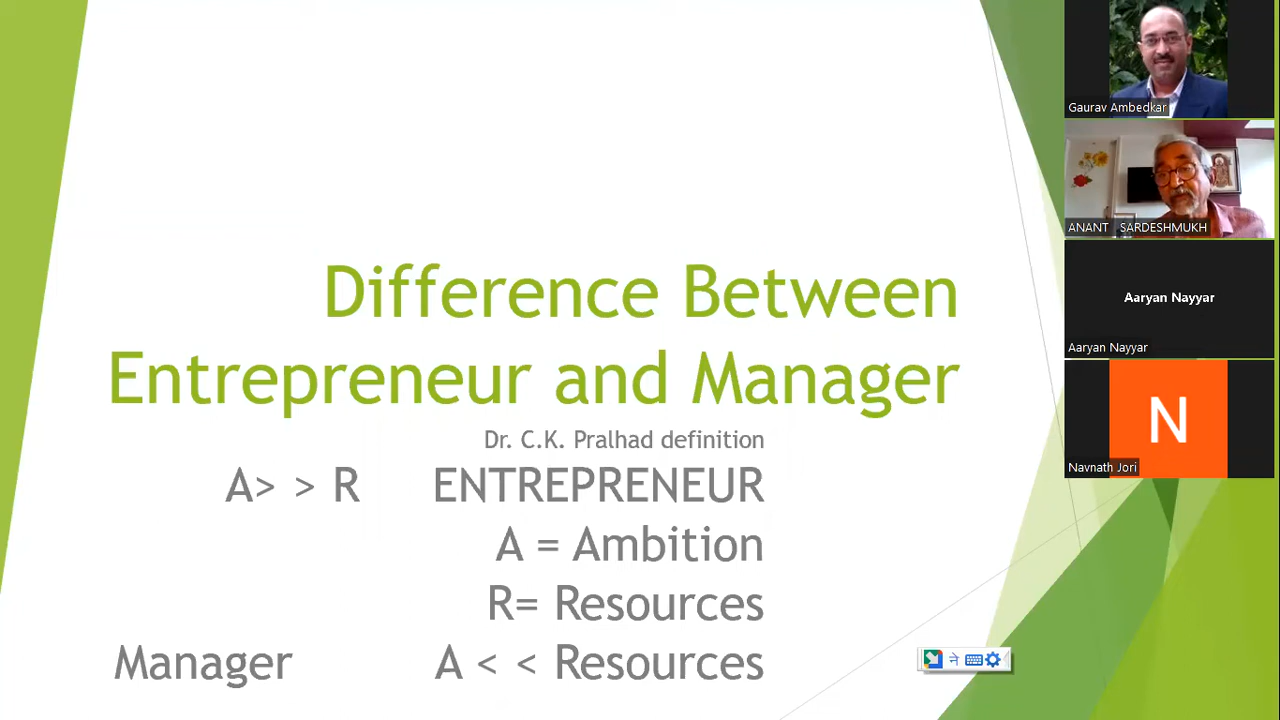 Difference Between
Entrepreneur and Manager
Dr. C.K. Pralhad definition
A> > R ENTREPRENEUR
A = Ambition
R= Resources
Manager A < < Resources
ने
Gaurav Ambedkar
ANANT SARDESHMUKH
Aaryan Nayyar
Aaryan Nayyar
N
Navnath Jori